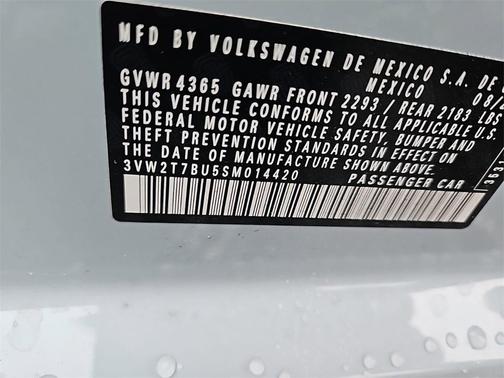 MFD BY VOLKSWAGEN DE MEXICO S.A. DE
MEXICO 08/
GVWR 4365 GAWR FRONT 2293 / REAR 2183 LBS
THIS VEHICLE CONFORMS TO ALL APPLICABLE U.
FEDERAL MOTOR VEHICLE SAFETY, BUMPER AND
THEFT PREVENTION STANDARDS IN EFFECT ON
THE DATE OF MANUFACTURE SHOWN ABOVE.
3VW2T7BU5SM014420 PASSENGER CAR